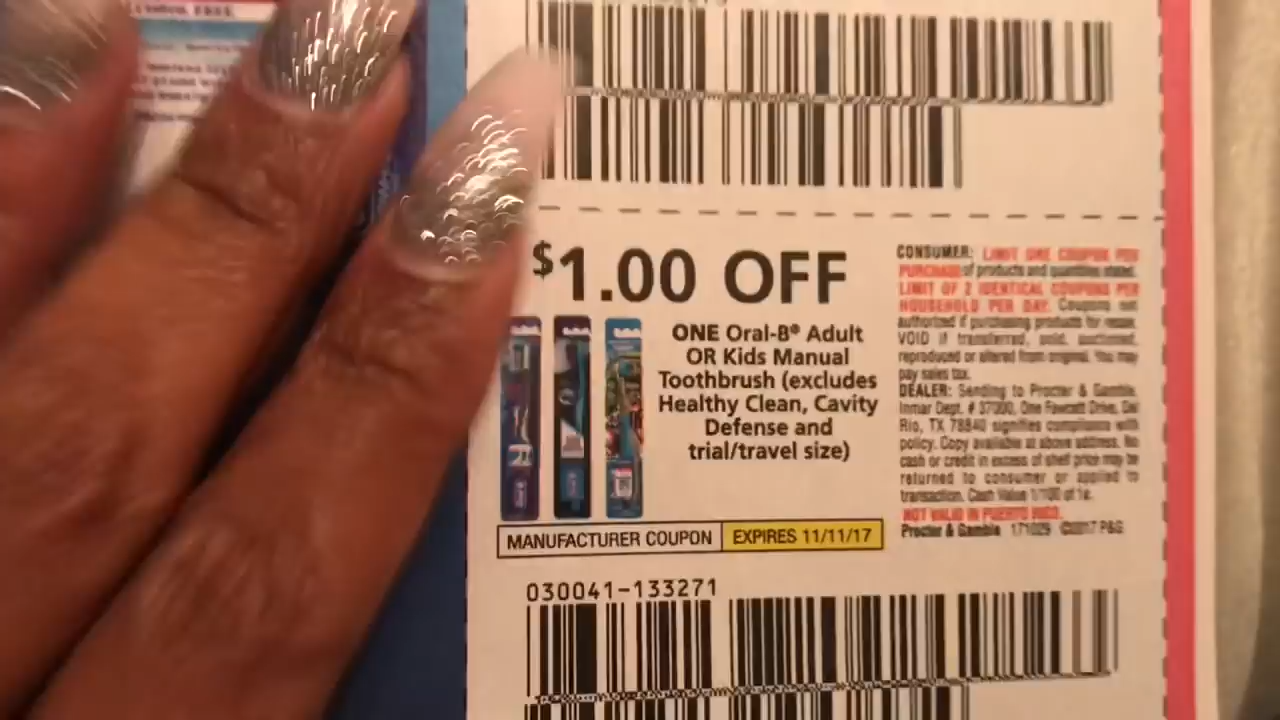 $1.00 OFF
ONE Oral-B® Adult
OR Kids Manual
Toothbrush (excludes
Healthy Clean, Cavity
Defense and
trial/travel size)
MANUFACTURER COUPON
EXPIRES 11/11/17
CONSUMER: LIMIT ONE COUPON PER
PURCHASE of products and quantities stated.
LIMIT OF 2 IDENTICAL COUPONS PER
HOUSEHOLD PER DAY. Coupons not
authorized if purchasing products for resale.
VOID if transferred, sold, auctioned,
reproduced or altered from original. You may
pay sales tax.
DEALER: Sending to Procter & Gamble,
Inmar Dept. # 37000, One Fawcett Drive, Del
Rio, TX 78840 signifies compliance with
policy. Copy available at above address. No
cash or credit in excess of shelf price may be
returned to consumer or applied to
transaction. Cash Value 1/100 of 1¢.
NOT VALID IN PUERTO RICO.
Procter & Gamble 171029 ©2017 P&G
030041-133271